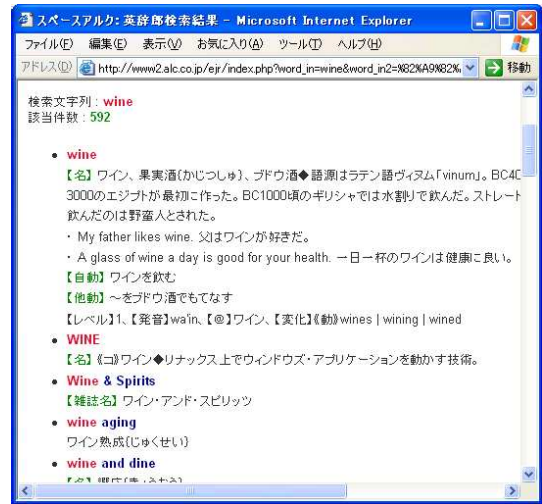 スペースアルク: 英辞郎検索結果 - Microsoft Internet Explorer
ファイル(F) 編集(E) 表示(V) お気に入り(A) ツール(T) ヘルプ(H)
アドレス(D) http://www2.alc.co.jp/ejr/index.php?word_in=wine&word_in2=%82%A9%82% 移動
検索文字列 : wine
該当件数 : 592
• wine
【名】ワイン、果実酒{かじつしゅ}、ブドウ酒◆語源はラテン語ヴィヌム「vinum」。BC40
3000のエジプトが最初に作った。BC1000頃のギリシャでは水割りで飲んだ。ストレート
飲んだのは野蛮人とされた。
・ My father likes wine. 父はワインが好きだ。
・ A glass of wine a day is good for your health. 一日一杯のワインは健康に良い。
【自動】ワインを飲む
【他動】～をブドウ酒でもてなす
【レベル】1、【発音】wa'in、【@】ワイン、【変化】《動》wines | wining | wined
• WINE
【名】《コ》ワイン◆リナックス上でウィンドウズ・アプリケーションを動かす技術。
• Wine & Spirits
【雑誌名】ワイン・アンド・スピリッツ
• wine aging
ワイン熟成{じゅくせい}
• wine and dine